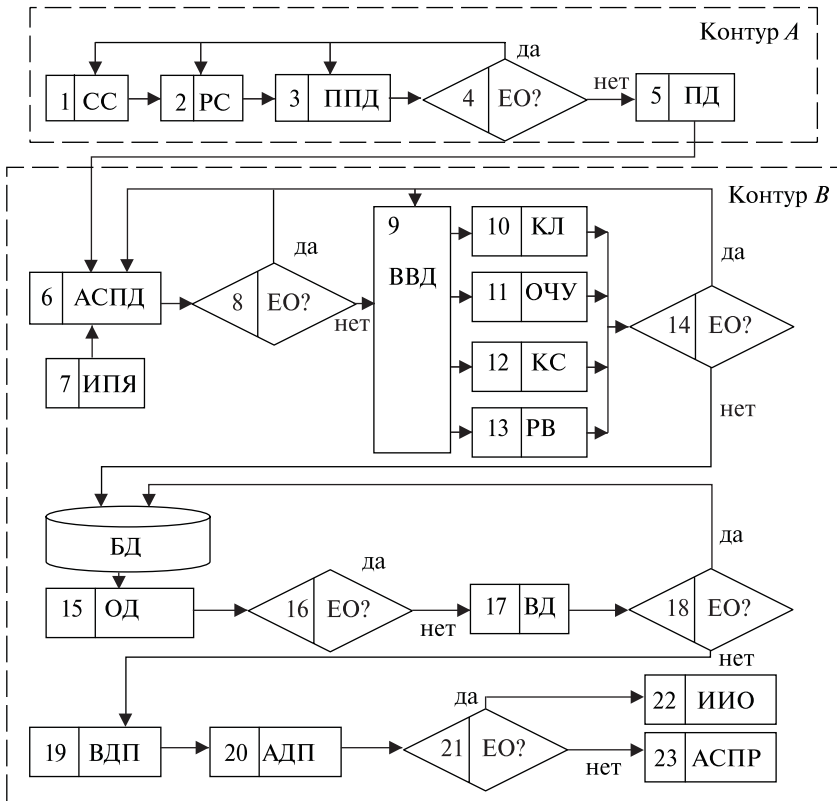 Контур A
да
1 СС
2 РС
3 ППД
4 ЕО?
нет
5 ПД
Контур B
6 АСПД
7 ИПЯ
да
8 ЕО?
нет
9
ВВД
10 КЛ
11 ОЧУ
12 КС
13 РВ
да
14 ЕО?
нет
БД
15 ОД
да
16 ЕО?
нет
17 ВД
да
18 ЕО?
нет
19 ВДП
20 АДП
да
21 ЕО?
нет
22 ИИО
23 АСПР